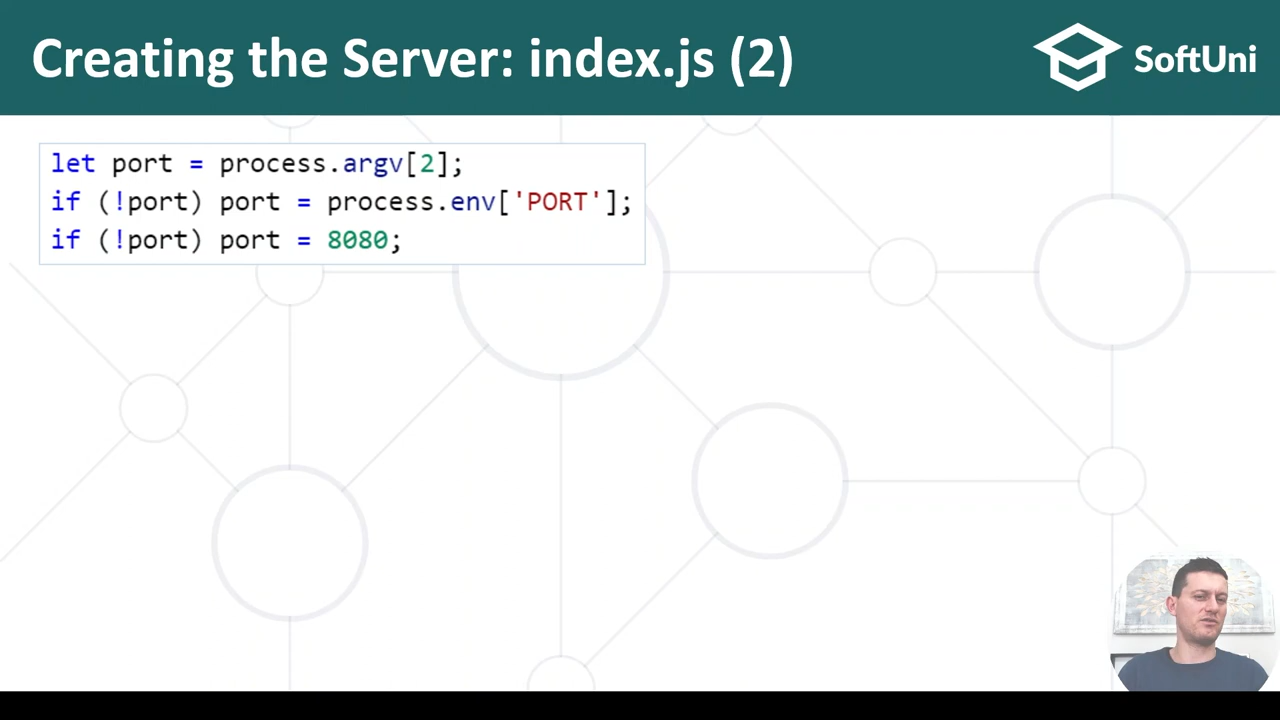 Creating the Server: index.js (2)
SoftUni
let port = process.argv[2];
if (!port) port = process.env['PORT'];
if (!port) port = 8080;